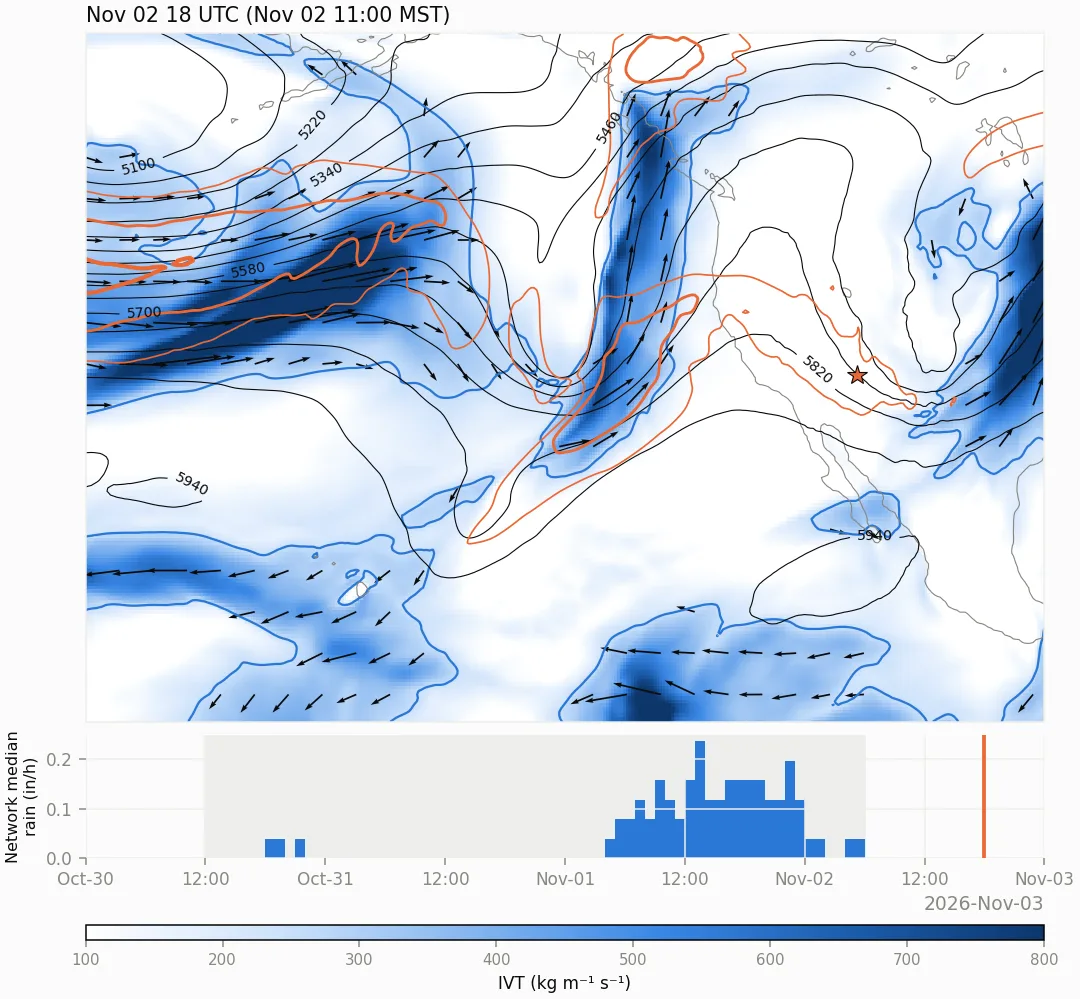 Nov 02 18 UTC (Nov 02 11:00 MST)
5220
5460
5100
5340
5580
5700
5820
5940
5940
Network median
rain (in/h)
0.2
0.1
0.0
Oct-30 12:00 Oct-31 12:00 Nov-01 12:00 Nov-02 12:00 Nov-03
2026-Nov-03
100 200 300 400 500 600 700 800
IVT (kg m⁻¹ s⁻¹)